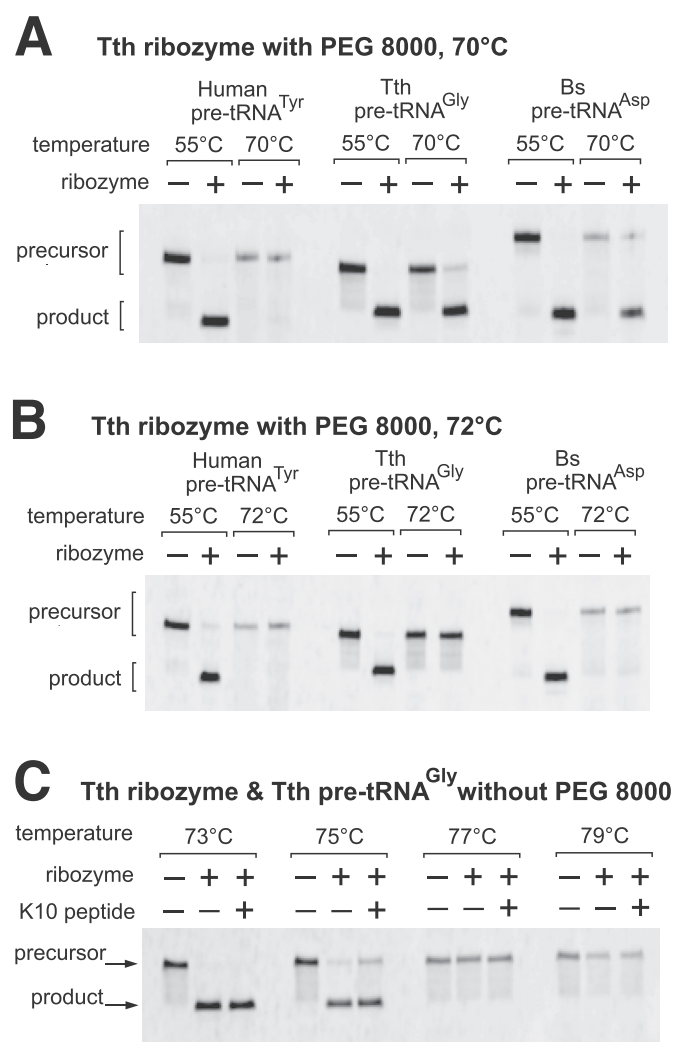 A Tth ribozyme with PEG 8000, 70°C
Human pre-tRNATyr
Tth pre-tRNAGly
Bs pre-tRNAAsp
temperature 55°C 70°C 55°C 70°C 55°C 70°C
ribozyme − + − + − + − + − + − +
precursor
product
B Tth ribozyme with PEG 8000, 72°C
Human pre-tRNATyr
Tth pre-tRNAGly
Bs pre-tRNAAsp
temperature 55°C 72°C 55°C 72°C 55°C 72°C
ribozyme − + − + − + − + − + − +
precursor
product
C Tth ribozyme & Tth pre-tRNAGly without PEG 8000
temperature 73°C 75°C 77°C 79°C
ribozyme − + + − + + − + + − + +
K10 peptide − − + − − + − − + − − +
precursor
product